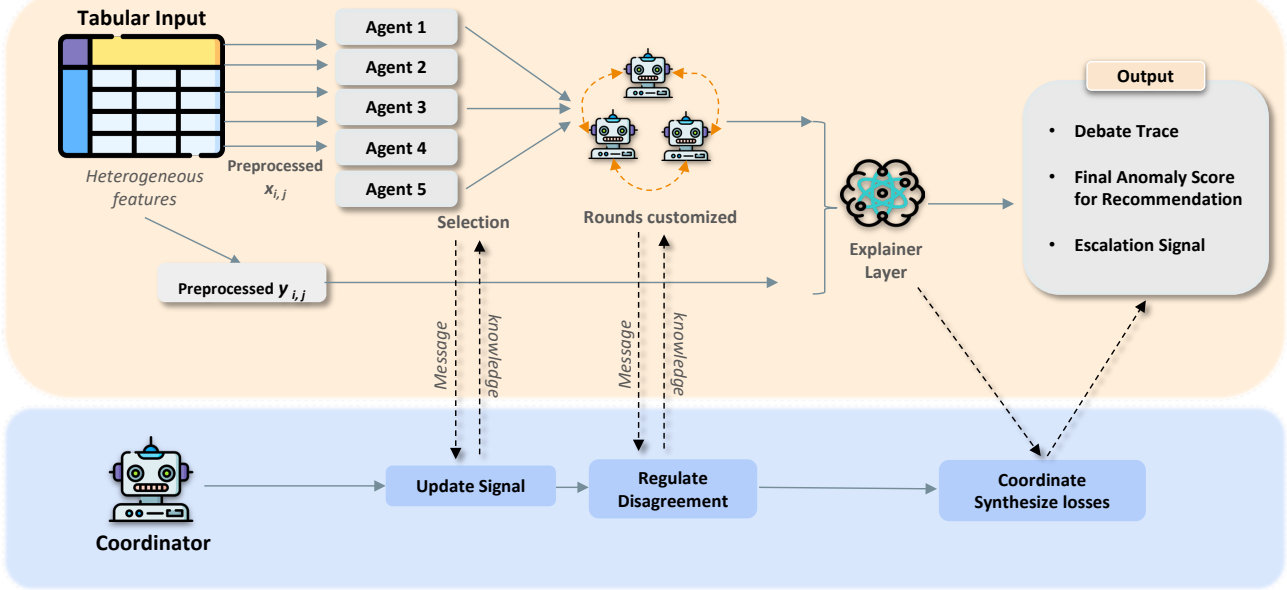 Tabular Input
Heterogeneous
features
Preprocessed
x i,j
Agent 1
Agent 2
Agent 3
Agent 4
Agent 5
Selection
Preprocessed y i,j
Rounds customized
Explainer
Layer
Output
• Debate Trace
• Final Anomaly Score
for Recommendation
• Escalation Signal
Message
knowledge
Message
knowledge
Coordinator
Update Signal
Regulate
Disagreement
Coordinate
Synthesize losses